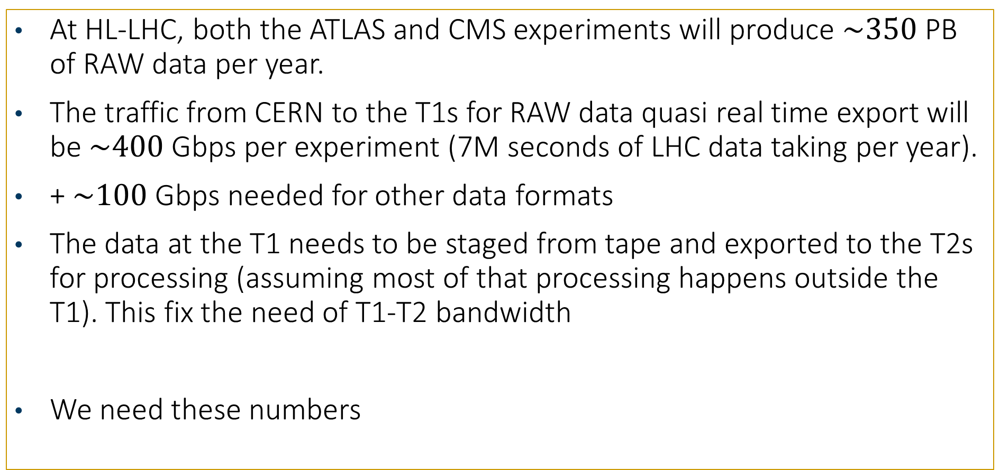 • At HL-LHC, both the ATLAS and CMS experiments will produce ~350 PB
of RAW data per year.
• The traffic from CERN to the T1s for RAW data quasi real time export will
be ~400 Gbps per experiment (7M seconds of LHC data taking per year).
• + ~100 Gbps needed for other data formats
• The data at the T1 needs to be staged from tape and exported to the T2s
for processing (assuming most of that processing happens outside the
T1). This fix the need of T1-T2 bandwidth
• We need these numbers